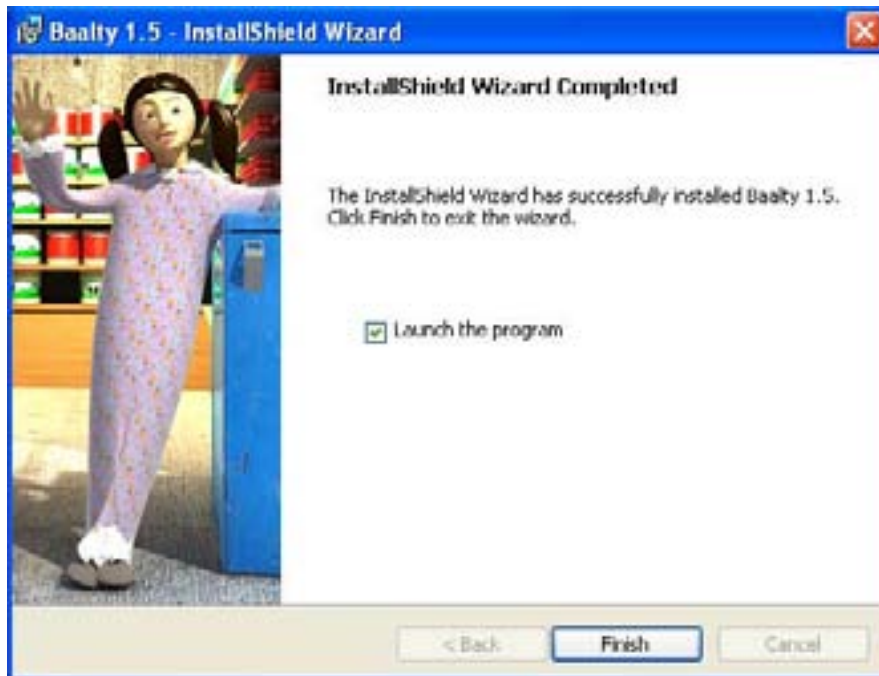 Baalty 1.5 - InstallShield Wizard
InstallShield Wizard Completed
The InstallShield Wizard has successfully installed Baalty 1.5.
Click Finish to exit the wizard.
Launch the program
< Back
Finish
Cancel